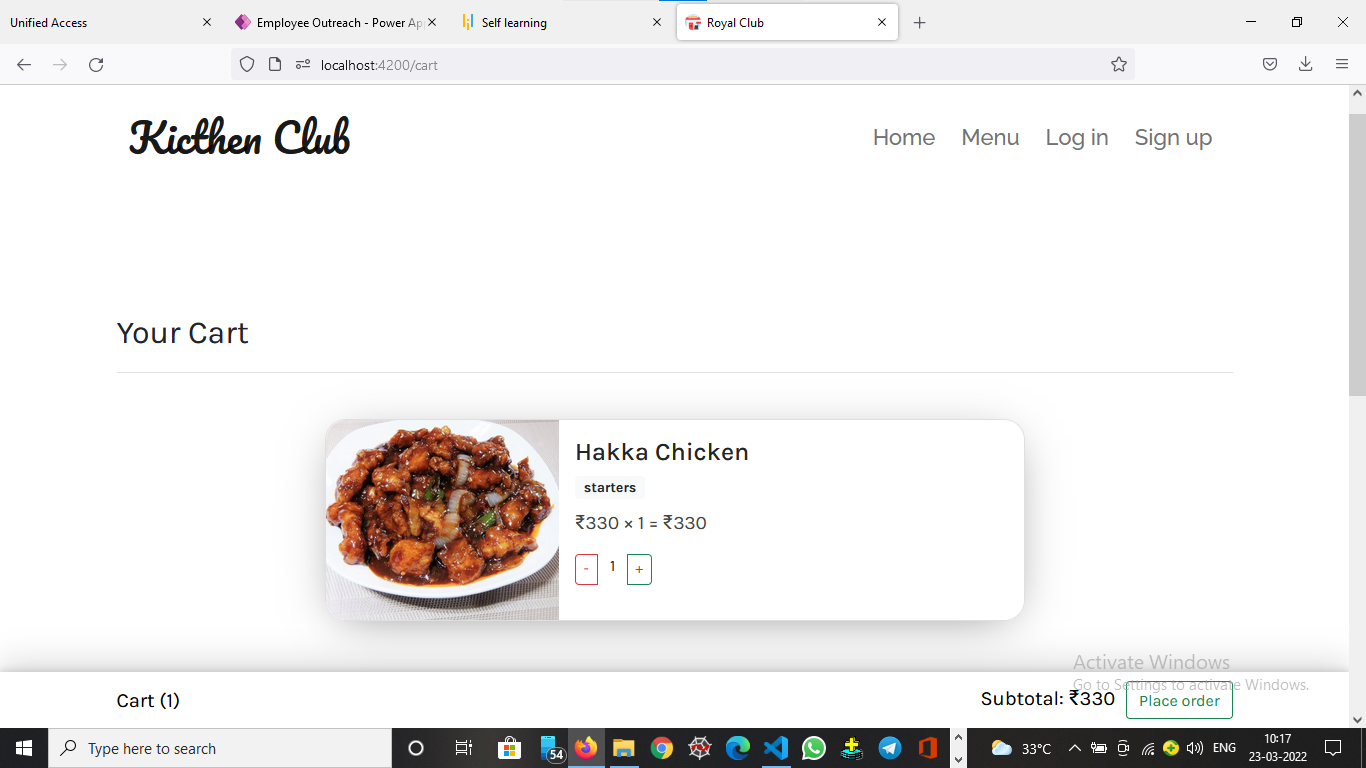 Unified Access
Employee Outreach - Power Ap
Self learning
Royal Club
localhost:4200/cart
Kicthen Club
Home Menu Log in Sign up
Your Cart
Hakka Chicken
starters
₹330 × 1 = ₹330
- 1 +
Activate Windows
Go to Settings to activate Windows.
Cart (1)
Subtotal: ₹330
Place order
Type here to search
54
33°C
ENG
10:17
23-03-2022